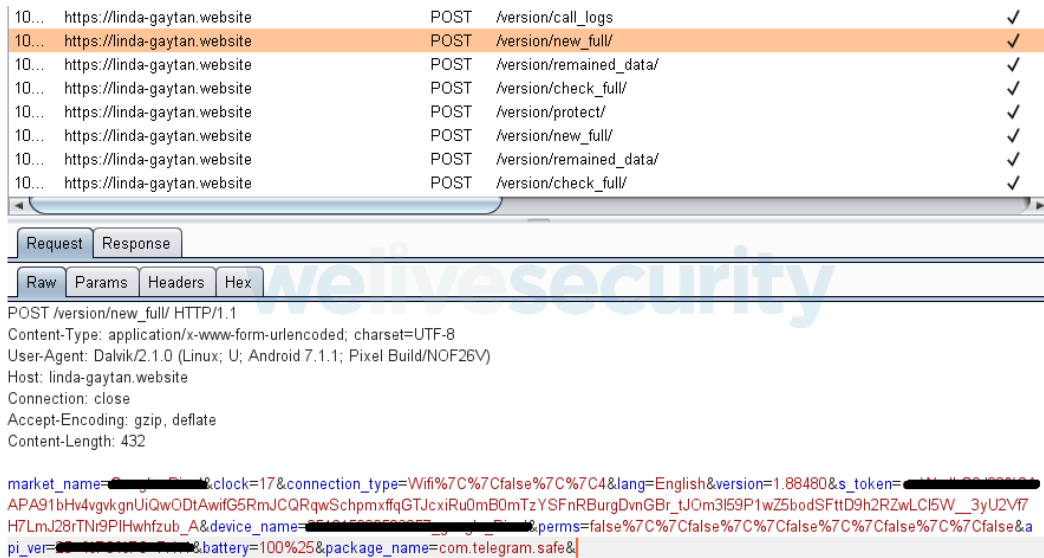 10... https://linda-gaytan.website POST /version/call_logs ✓
10... https://linda-gaytan.website POST /version/new_full/ ✓
10... https://linda-gaytan.website POST /version/remained_data/ ✓
10... https://linda-gaytan.website POST /version/check_full/ ✓
10... https://linda-gaytan.website POST /version/protect/ ✓
10... https://linda-gaytan.website POST /version/new_full/ ✓
10... https://linda-gaytan.website POST /version/remained_data/ ✓
10... https://linda-gaytan.website POST /version/check_full/ ✓
Request Response
Raw Params Headers Hex
welivesecurity
POST /version/new_full/ HTTP/1.1
Content-Type: application/x-www-form-urlencoded; charset=UTF-8
User-Agent: Dalvik/2.1.0 (Linux; U; Android 7.1.1; Pixel Build/NOF26V)
Host: linda-gaytan.website
Connection: close
Accept-Encoding: gzip, deflate
Content-Length: 432
market_name= &clock=17&connection_type=Wifi%7C%7Cfalse%7C%7C4&lang=English&version=1.88480&s_token=
APA91bHv4vgvkgnUiQwODtAwifG5RmJCQRqwSchpmxffqGTJcxiRu0mB0mTzYSFnRBurgDvnGBr_tJOm3l59P1wZ5bodSFttD9h2RZwLCl5W__3yU2Vf7
H7LmJ28rTNr9PlHwhfzub_A&device_name= &perms=false%7C%7Cfalse%7C%7Cfalse%7C%7Cfalse%7C%7Cfalse&a
pi_ver= &battery=100%25&package_name=com.telegram.safe&